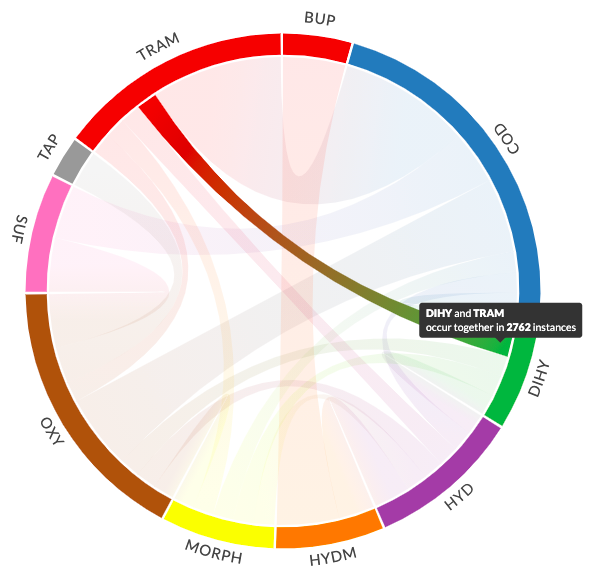 BUP
TRAM
COD
TAP
SUF
DIHY and TRAM
occur together in 2762 instances
DIHY
OXY
HYD
MORPH
HYDM